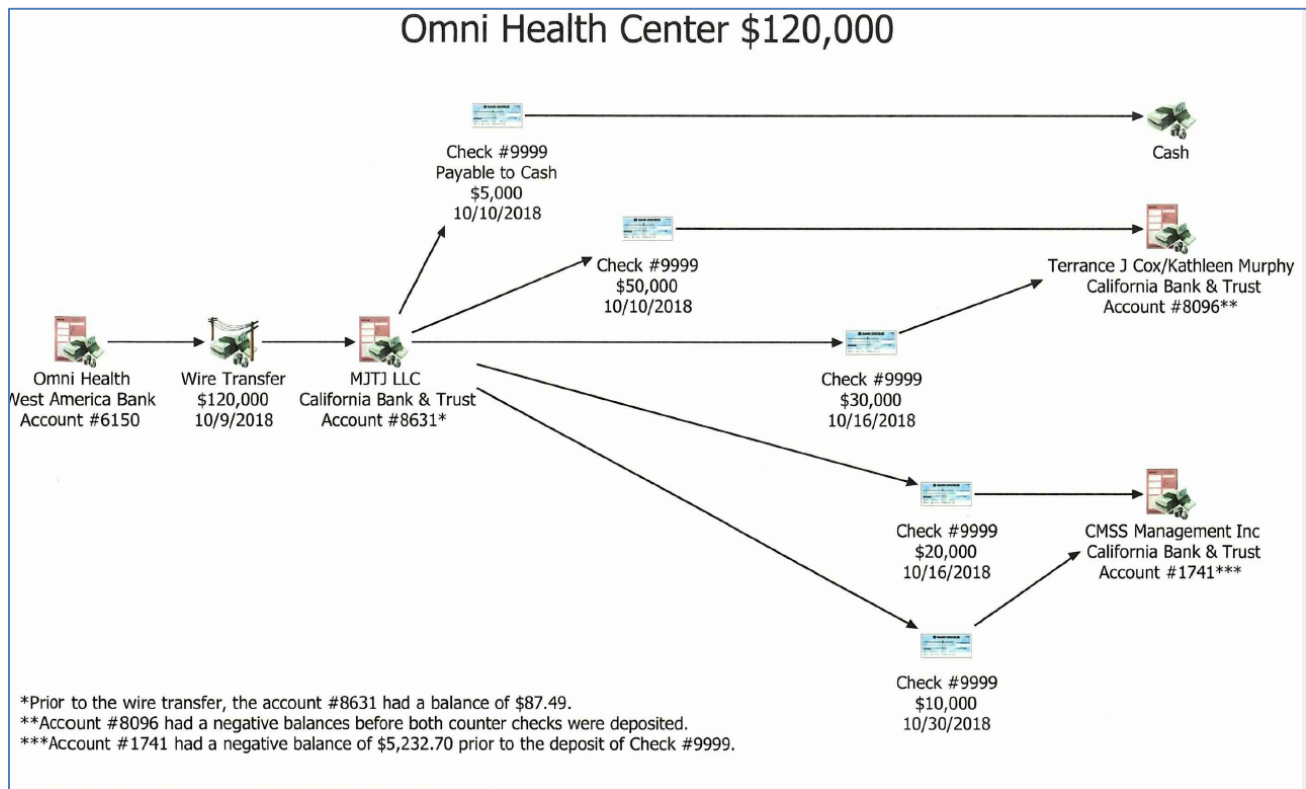 Omni Health Center $120,000
Check #9999
Payable to Cash
$5,000
10/10/2018
Cash
Check #9999
$50,000
10/10/2018
Terrance J Cox/Kathleen Murphy
California Bank & Trust
Account #8096**
Omni Health
West America Bank
Account #6150
Wire Transfer
$120,000
10/9/2018
MJTJ LLC
California Bank & Trust
Account #8631*
Check #9999
$30,000
10/16/2018
Check #9999
$20,000
10/16/2018
CMSS Management Inc
California Bank & Trust
Account #1741***
Check #9999
$10,000
10/30/2018
*Prior to the wire transfer, the account #8631 had a balance of $87.49.
**Account #8096 had a negative balances before both counter checks were deposited.
***Account #1741 had a negative balance of $5,232.70 prior to the deposit of Check #9999.